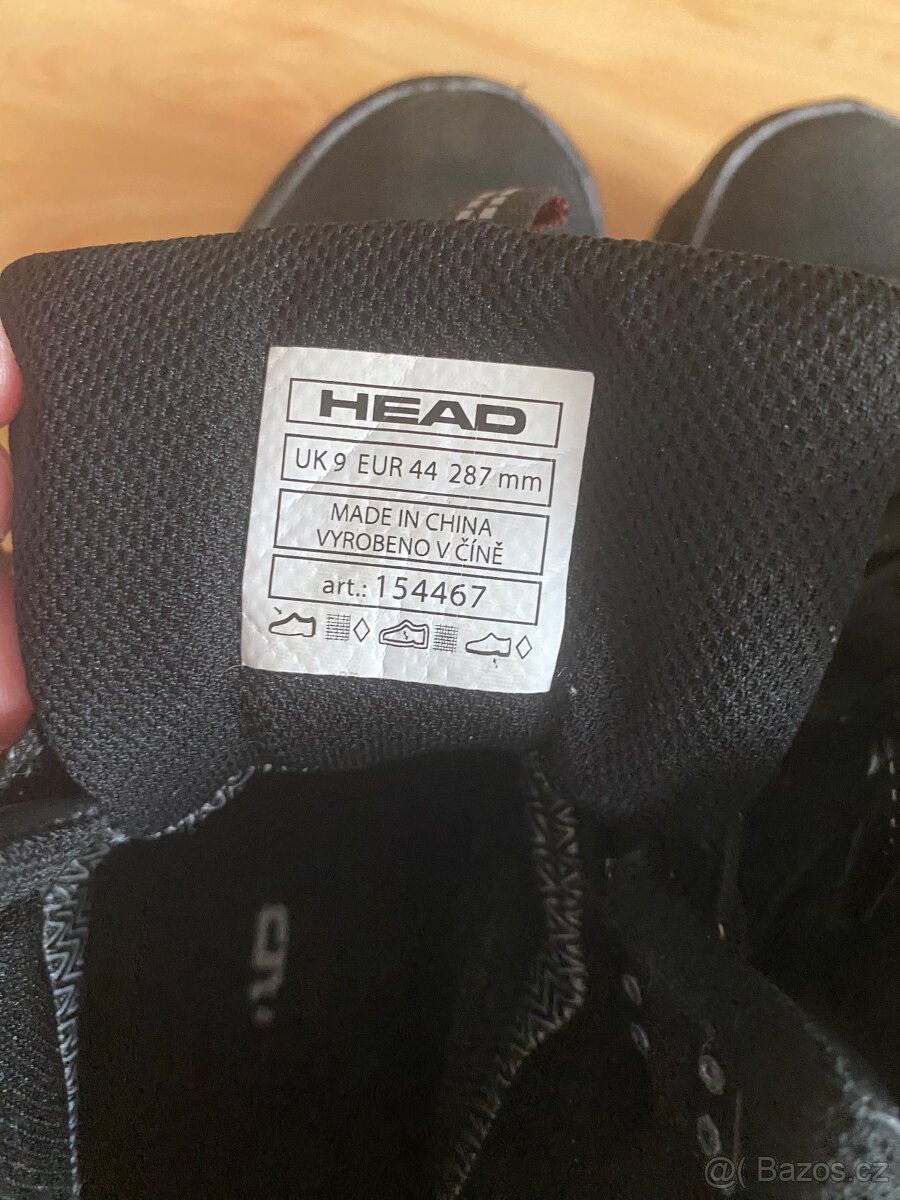 HEAD
UK 9 EUR 44 287 mm
MADE IN CHINA
VYROBENO V ČÍNĚ
art.: 154467
@( Bazos.cz